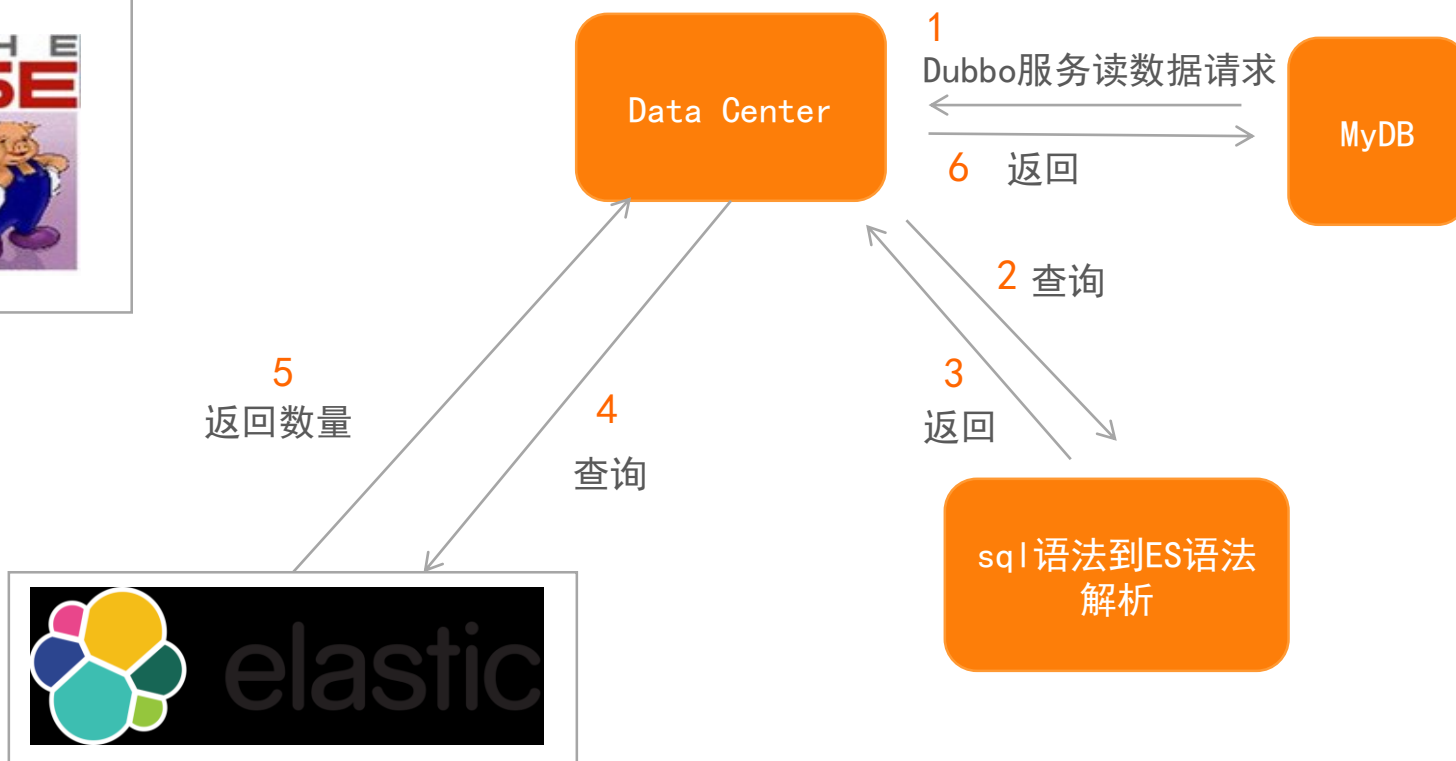 H E
SE
Data Center
1
Dubbo服务读数据请求
MyDB
6 返回
2 查询
5
返回数量
4
查询
3
返回
sql语法到ES语法
解析
elastic